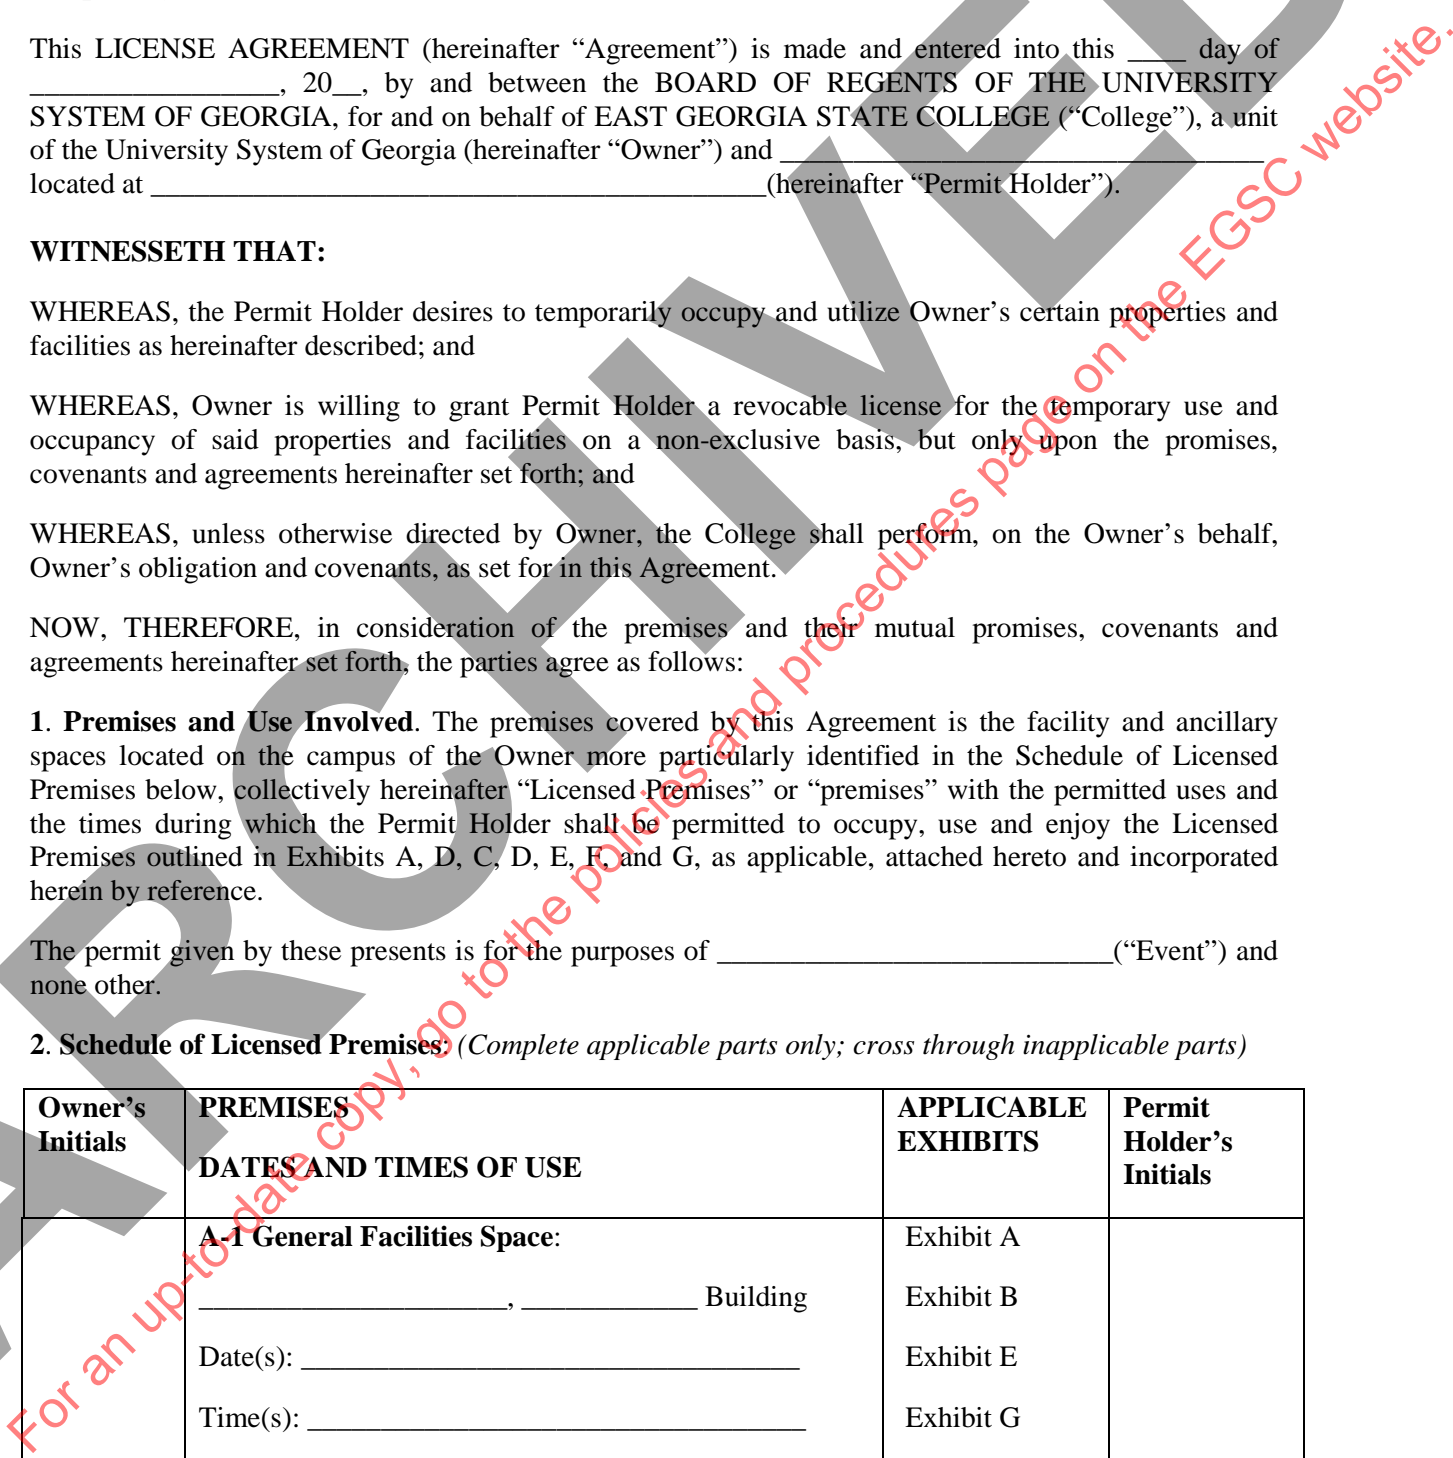 This LICENSE AGREEMENT (hereinafter “Agreement”) is made and entered into this ____ day of
_________________, 20__, by and between the BOARD OF REGENTS OF THE UNIVERSITY
SYSTEM OF GEORGIA, for and on behalf of EAST GEORGIA STATE COLLEGE (“College”), a unit
of the University System of Georgia (hereinafter “Owner”) and _________________________________
located at __________________________________________(hereinafter “Permit Holder”).
WITNESSETH THAT:
WHEREAS, the Permit Holder desires to temporarily occupy and utilize Owner’s certain properties and
facilities as hereinafter described; and
WHEREAS, Owner is willing to grant Permit Holder a revocable license for the temporary use and
occupancy of said properties and facilities on a non-exclusive basis, but only upon the promises,
covenants and agreements hereinafter set forth; and
WHEREAS, unless otherwise directed by Owner, the College shall perform, on the Owner’s behalf,
Owner’s obligation and covenants, as set for in this Agreement.
NOW, THEREFORE, in consideration of the premises and their mutual promises, covenants and
agreements hereinafter set forth, the parties agree as follows:
1. Premises and Use Involved. The premises covered by this Agreement is the facility and ancillary
spaces located on the campus of the Owner more particularly identified in the Schedule of Licensed
Premises below, collectively hereinafter “Licensed Premises” or “premises” with the permitted uses and
the times during which the Permit Holder shall be permitted to occupy, use and enjoy the Licensed
Premises outlined in Exhibits A, D, C, D, E, F, and G, as applicable, attached hereto and incorporated
herein by reference.
The permit given by these presents is for the purposes of ___________________________(“Event”) and
none other.
2. Schedule of Licensed Premises: (Complete applicable parts only; cross through inapplicable parts)
Owner’s
Initials
PREMISES
DATES AND TIMES OF USE
APPLICABLE
EXHIBITS
Permit
Holder’s
Initials
A-1 General Facilities Space:
_____________________, ____________ Building
Date(s): __________________________________
Time(s): __________________________________
Exhibit A
Exhibit B
Exhibit E
Exhibit G
ARCHIVED
For an up-to-date copy, go to the policies and procedures page on the EGSC website.